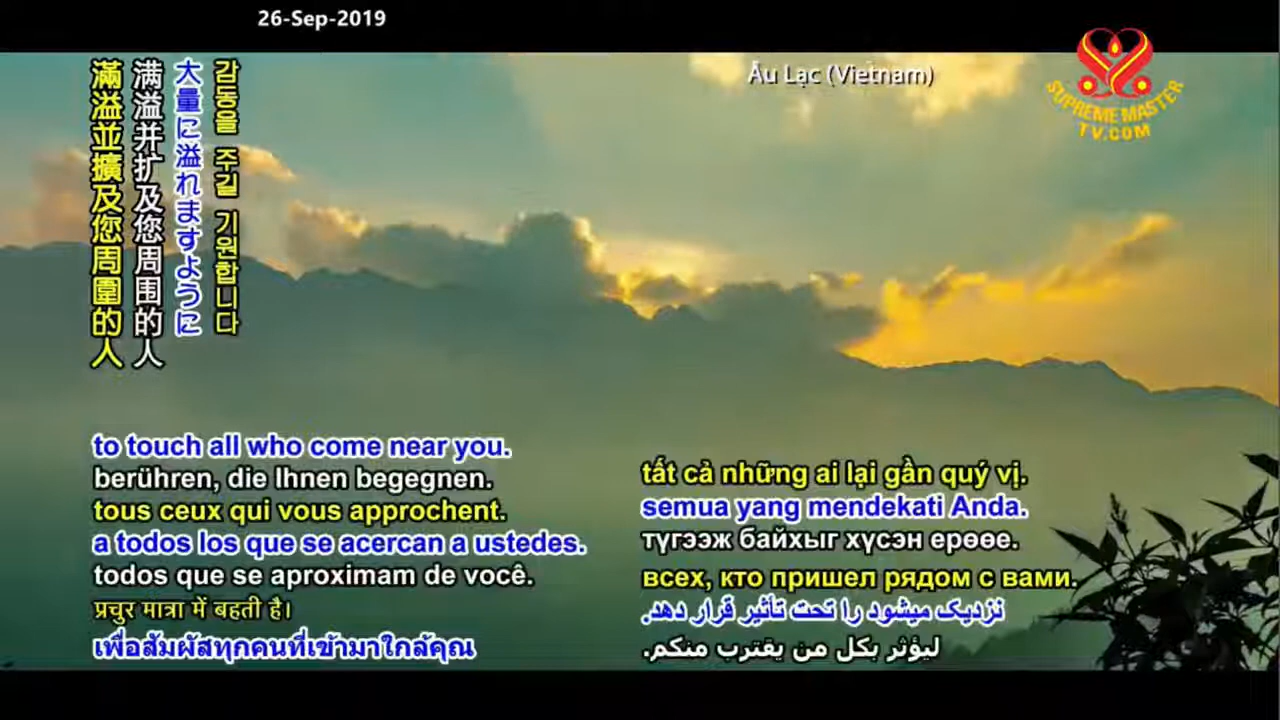 26-Sep-2019
Âu Lạc (Vietnam)
SUPREME MASTER
TV.COM
滿溢並擴及您周圍的人
满溢并扩及您周围的人
大量に溢れますように
감동을 주길 기원합니다
to touch all who come near you.
berühren, die Ihnen begegnen.
tous ceux qui vous approchent.
a todos los que se acercan a ustedes.
todos que se aproximam de você.
प्रचुर मात्रा में बहती है।
เพื่อสัมผัสทุกคนที่เข้ามาใกล้คุณ
tất cả những ai lại gần quý vị.
semua yang mendekati Anda.
түгээж байхыг хүсэн ерөөе.
всех, кто пришел рядом с вами.
نزدیک میشود را تحت تأثیر قرار دهد.
ليؤثر بكل من يقترب منكم.